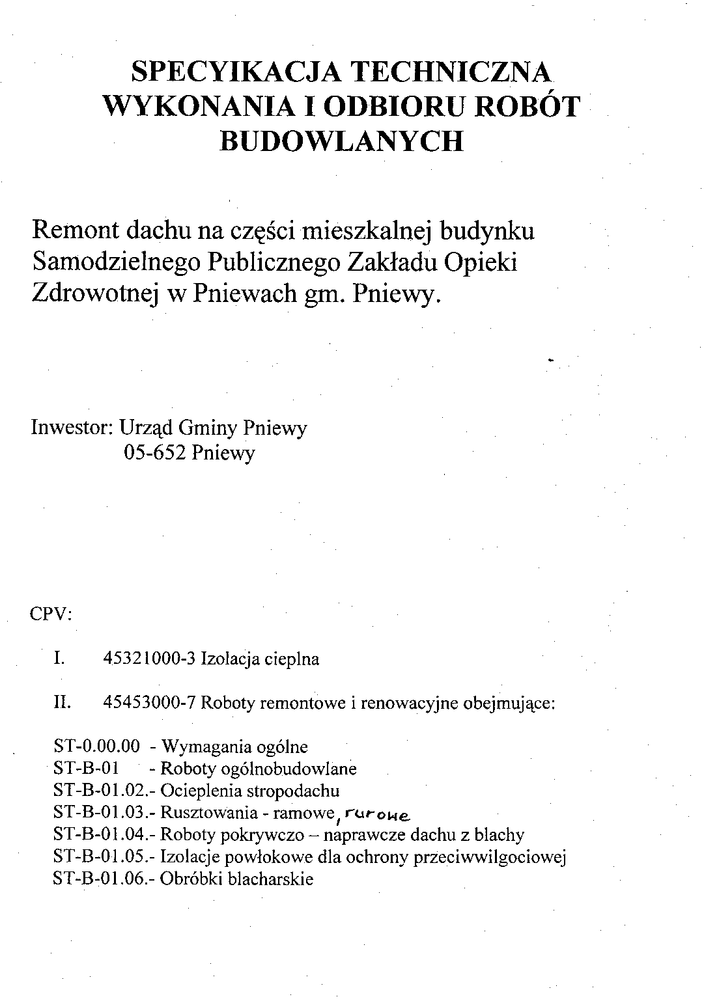 SPECYIKACJA TECHNICZNA
WYKONANIA I ODBIORU ROBÓT
BUDOWLANYCH
Remont dachu na części mieszkalnej budynku
Samodzielnego Publicznego Zakładu Opieki
Zdrowotnej w Pniewach gm. Pniewy.
Inwestor: Urząd Gminy Pniewy
05-652 Pniewy
CPV:
I. 45321000-3 Izolacja cieplna
II. 45453000-7 Roboty remontowe i renowacyjne obejmujące:
ST-0.00.00 - Wymagania ogólne
ST-B-01 - Roboty ogólnobudowlane
ST-B-01.02.- Ocieplenia stropodachu
ST-B-01.03.- Rusztowania - ramowe, rurowe
ST-B-01.04.- Roboty pokrywczo – naprawcze dachu z blachy
ST-B-01.05.- Izolacje powłokowe dla ochrony przeciwwilgociowej
ST-B-01.06.- Obróbki blacharskie